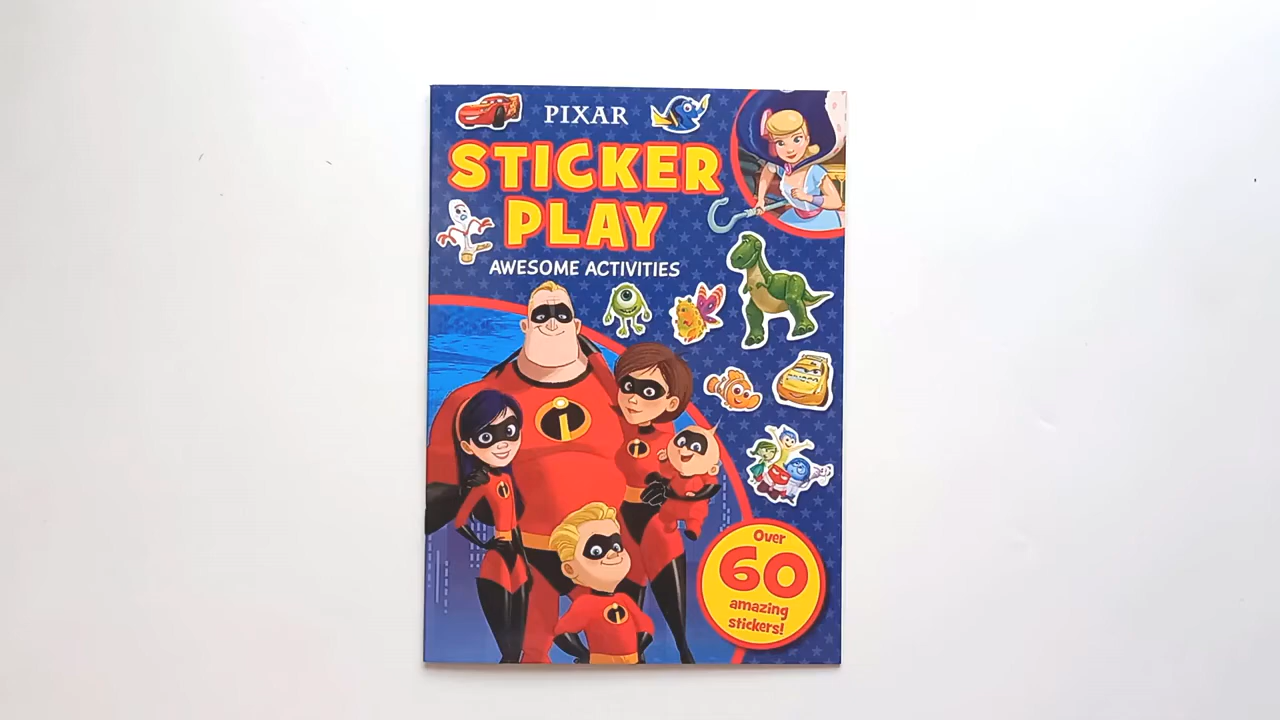 PIXAR
STICKER
PLAY
AWESOME ACTIVITIES
Over
60
amazing
stickers!